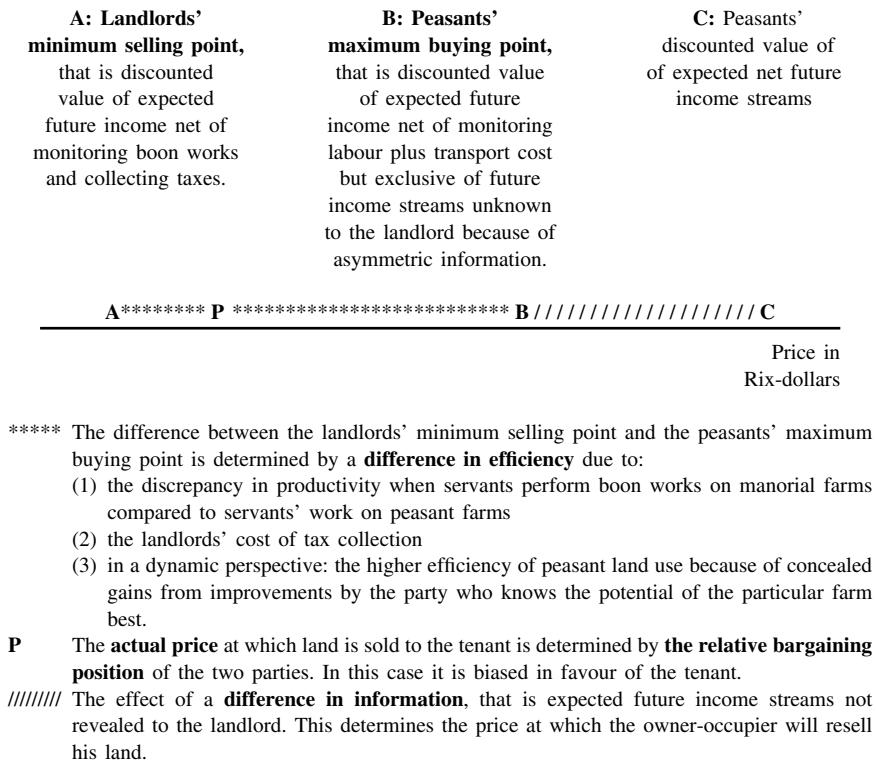 A: Landlords’
minimum selling point,
that is discounted
value of expected
future income net of
monitoring boon works
and collecting taxes.
B: Peasants’
maximum buying point,
that is discounted value
of expected future
income net of monitoring
labour plus transport cost
but exclusive of future
income streams unknown
to the landlord because of
asymmetric information.
C: Peasants’
discounted value of
of expected net future
income streams
A******** P ************************** B / / / / / / / / / / / / / / / / / / / / C
Price in
Rix-dollars
***** The difference between the landlords’ minimum selling point and the peasants’ maximum
buying point is determined by a difference in efficiency due to:
(1) the discrepancy in productivity when servants perform boon works on manorial farms
compared to servants’ work on peasant farms
(2) the landlords’ cost of tax collection
(3) in a dynamic perspective: the higher efficiency of peasant land use because of concealed
gains from improvements by the party who knows the potential of the particular farm
best.
P The actual price at which land is sold to the tenant is determined by the relative bargaining
position of the two parties. In this case it is biased in favour of the tenant.
///////// The effect of a difference in information, that is expected future income streams not
revealed to the landlord. This determines the price at which the owner-occupier will resell
his land.